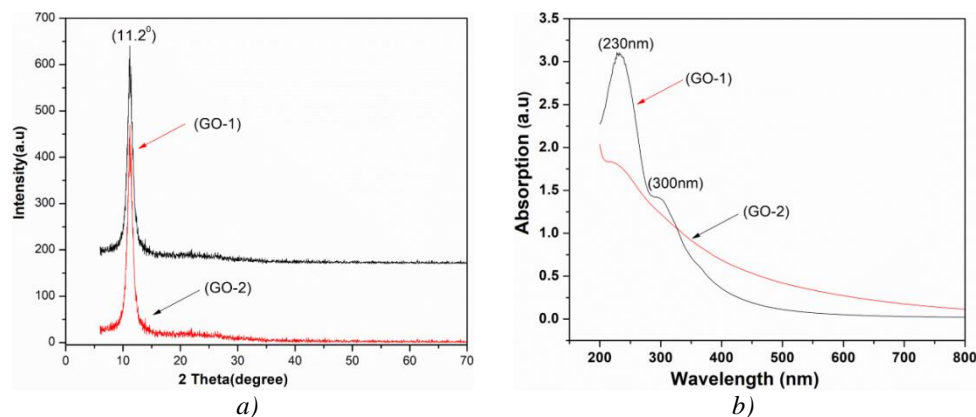 700
600
500
400
300
200
100
0
Intensity(a.u)
(11.2⁰)
(GO-1)
(GO-2)
0 10 20 30 40 50 60 70
2 Theta(degree)
a)
3.5
3.0
2.5
2.0
1.5
1.0
0.5
0.0
Absorption (a.u)
(230nm)
(GO-1)
(300nm)
(GO-2)
200 300 400 500 600 700 800
Wavelength (nm)
b)